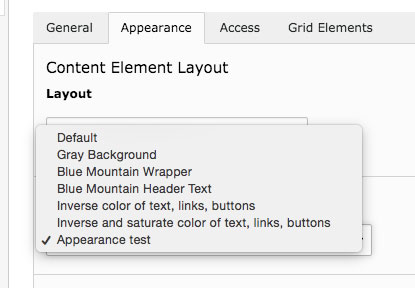 General Appearance Access Grid Elements
Content Element Layout
Layout
Default
Gray Background
Blue Mountain Wrapper
Blue Mountain Header Text
Inverse color of text, links, buttons
Inverse and saturate color of text, links, buttons
Appearance test